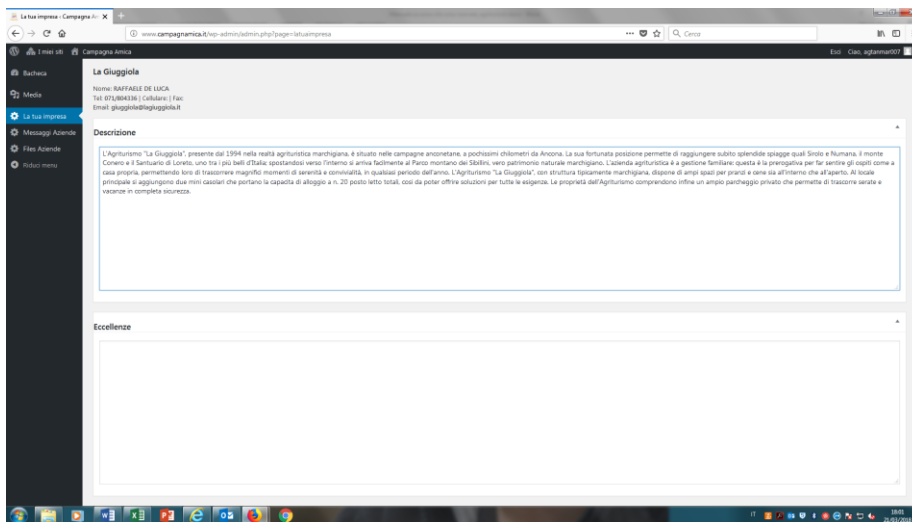 La tua impresa ‹ Campagna A
www.campagnamica.it/wp-admin/admin.php?page=latuaimpresa
Cerca
I miei siti Campagna Amica
Esci Ciao, agtanmar007
Bacheca
Media
La tua impresa
Messaggi Aziende
Files Aziende
Riduci menu
La Giuggiola
Nome: RAFFAELE DE LUCA
Tel: 071/804336 | Cellulare: | Fax:
Email: giuggiola@lagiuggiola.it
Descrizione
L'Agriturismo "La Giuggiola", presente dal 1994 nella realtà agrituristica marchigiana, è situato nelle campagne anconetane, a pochissimi chilometri da Ancona. La sua fortunata posizione permette di raggiungere subito splendide spiagge quali Sirolo e Numana, il monte
Conero e il Santuario di Loreto, uno tra i più belli d'Italia; spostandosi verso l'interno si arriva facilmente al Parco montano dei Sibillini, vero patrimonio naturale marchigiano. L'azienda agrituristica è a gestione familiare: questa è la prerogativa per far sentire gli ospiti come a
casa propria, permettendo loro di trascorrere magnifici momenti di serenità e convivialità, in qualsiasi periodo dell'anno. L'Agriturismo "La Giuggiola", con struttura tipicamente marchigiana, dispone di ampi spazi per pranzi e cene sia all'interno che all'aperto. Al locale
principale si aggiungono due mini casolari che portano la capacita di alloggio a n. 20 posto letto totali, cosi da poter offrire soluzioni per tutte le esigenze. Le proprietà dell'Agriturismo comprendono infine un ampio parcheggio privato che permette di trascorre serate e
vacanze in completa sicurezza.
Eccellenze
IT
18:01
21/03/2018